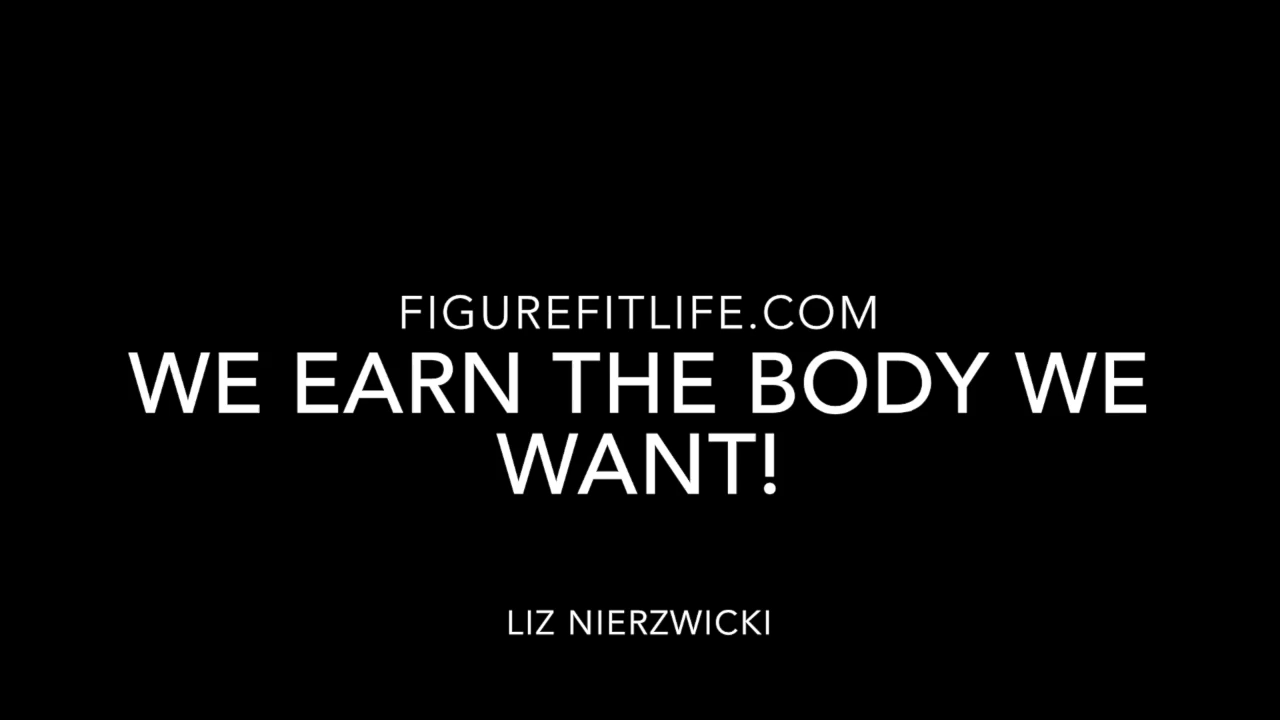 FIGUREFITLIFE.COM
WE EARN THE BODY WE
WANT!
LIZ NIERZWICKI